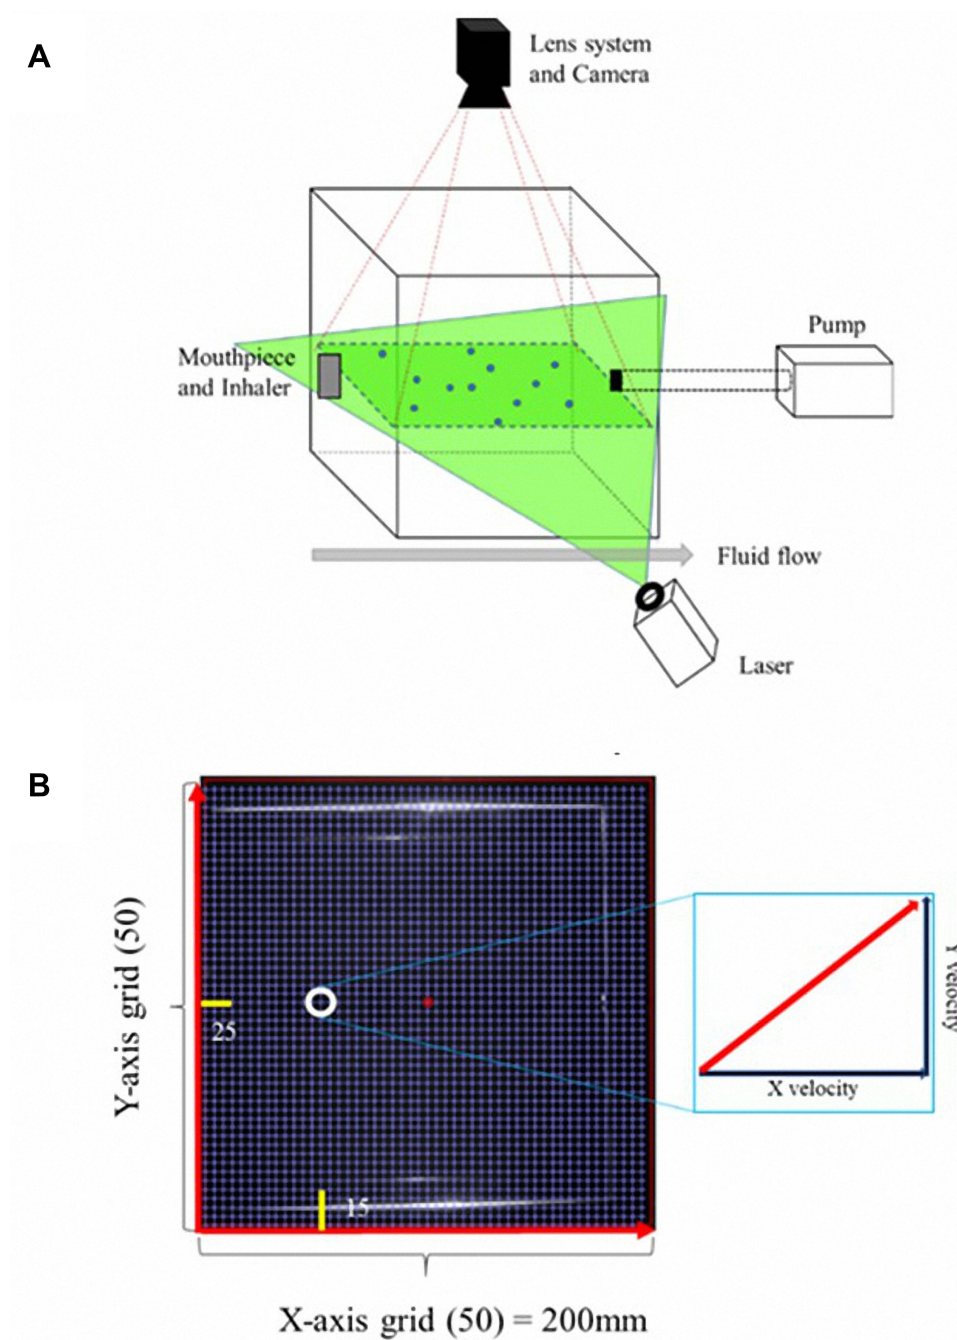 A
Lens system
and Camera
Pump
Mouthpiece
and Inhaler
Fluid flow
Laser
B
Y-axis grid (50)
25
15
X velocity
Y velocity
X-axis grid (50) = 200mm